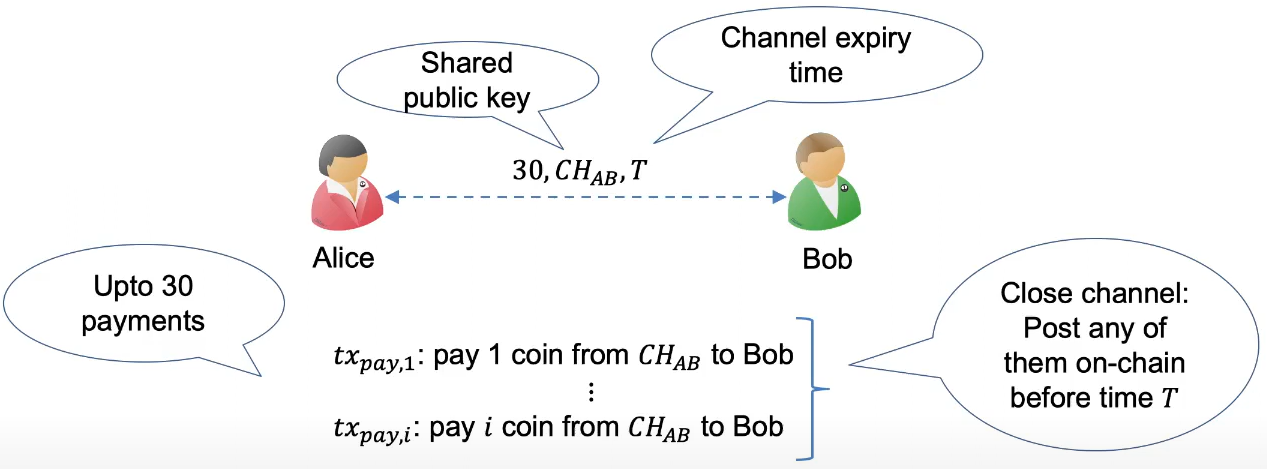 Shared
public key
Channel expiry
time
30, CH_AB, T
Alice
Bob
Upto 30
payments
tx_pay,1: pay 1 coin from CH_AB to Bob
⋮
tx_pay,i: pay i coin from CH_AB to Bob
Close channel:
Post any of
them on-chain
before time T